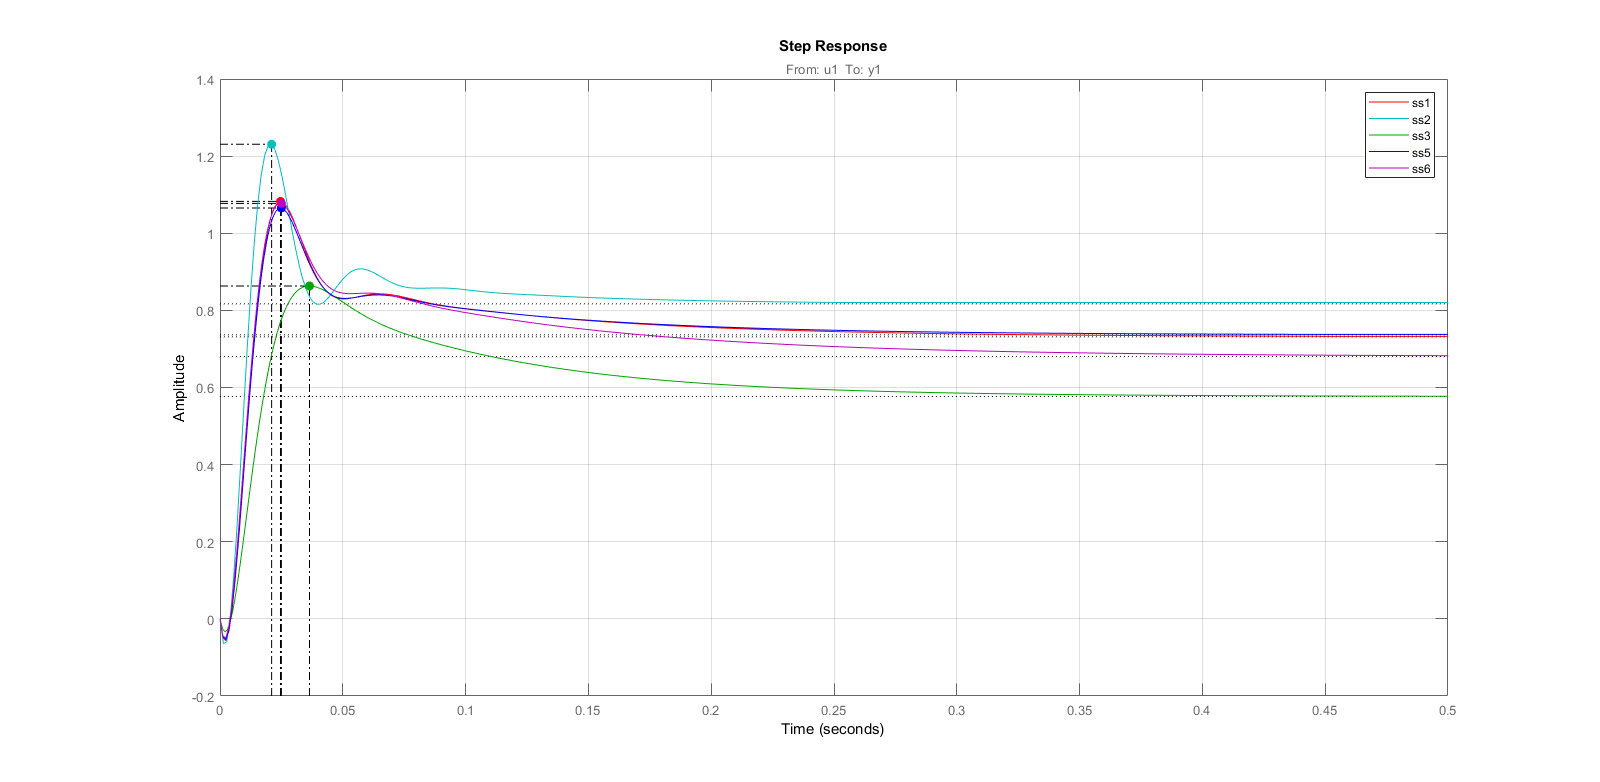 Step Response
From: u1 To: y1
1.4
1.2
1
0.8
0.6
0.4
0.2
0
-0.2
Amplitude
ss1
ss2
ss3
ss5
ss6
0 0.05 0.1 0.15 0.2 0.25 0.3 0.35 0.4 0.45 0.5
Time (seconds)